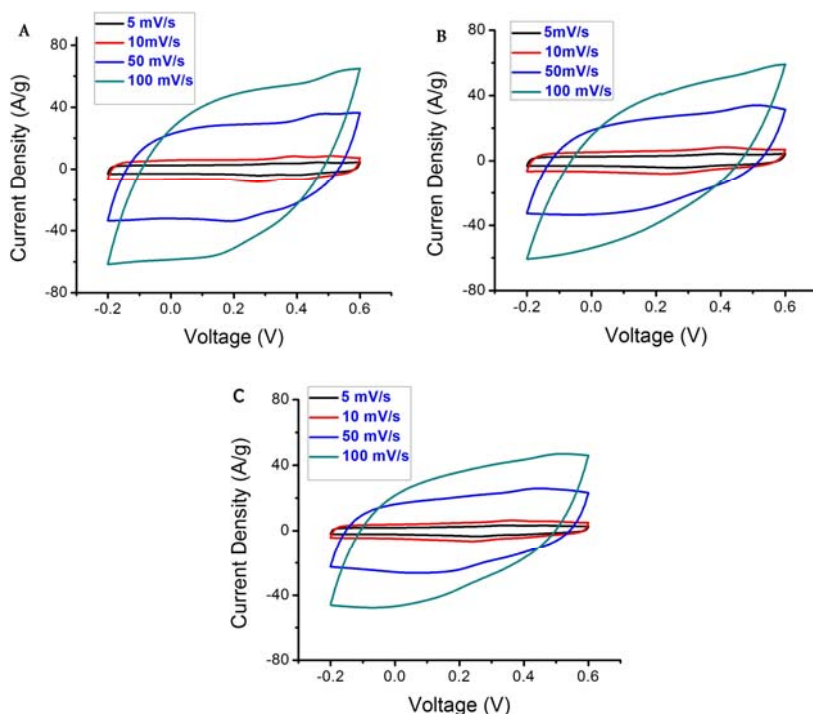 A
5 mV/s
10mV/s
50 mV/s
100 mV/s
Current Density (A/g)
80
40
0
-40
-80
-0.2 0.0 0.2 0.4 0.6
Voltage (V)
B
5mV/s
10mV/s
50mV/s
100 mV/s
Curren Density (A/g)
80
40
0
-40
-80
-0.2 0.0 0.2 0.4 0.6
Voltage (V)
C
5 mV/s
10 mV/s
50 mV/s
100 mV/s
Current Density (A/g)
80
40
0
-40
-80
-0.2 0.0 0.2 0.4 0.6
Voltage (V)